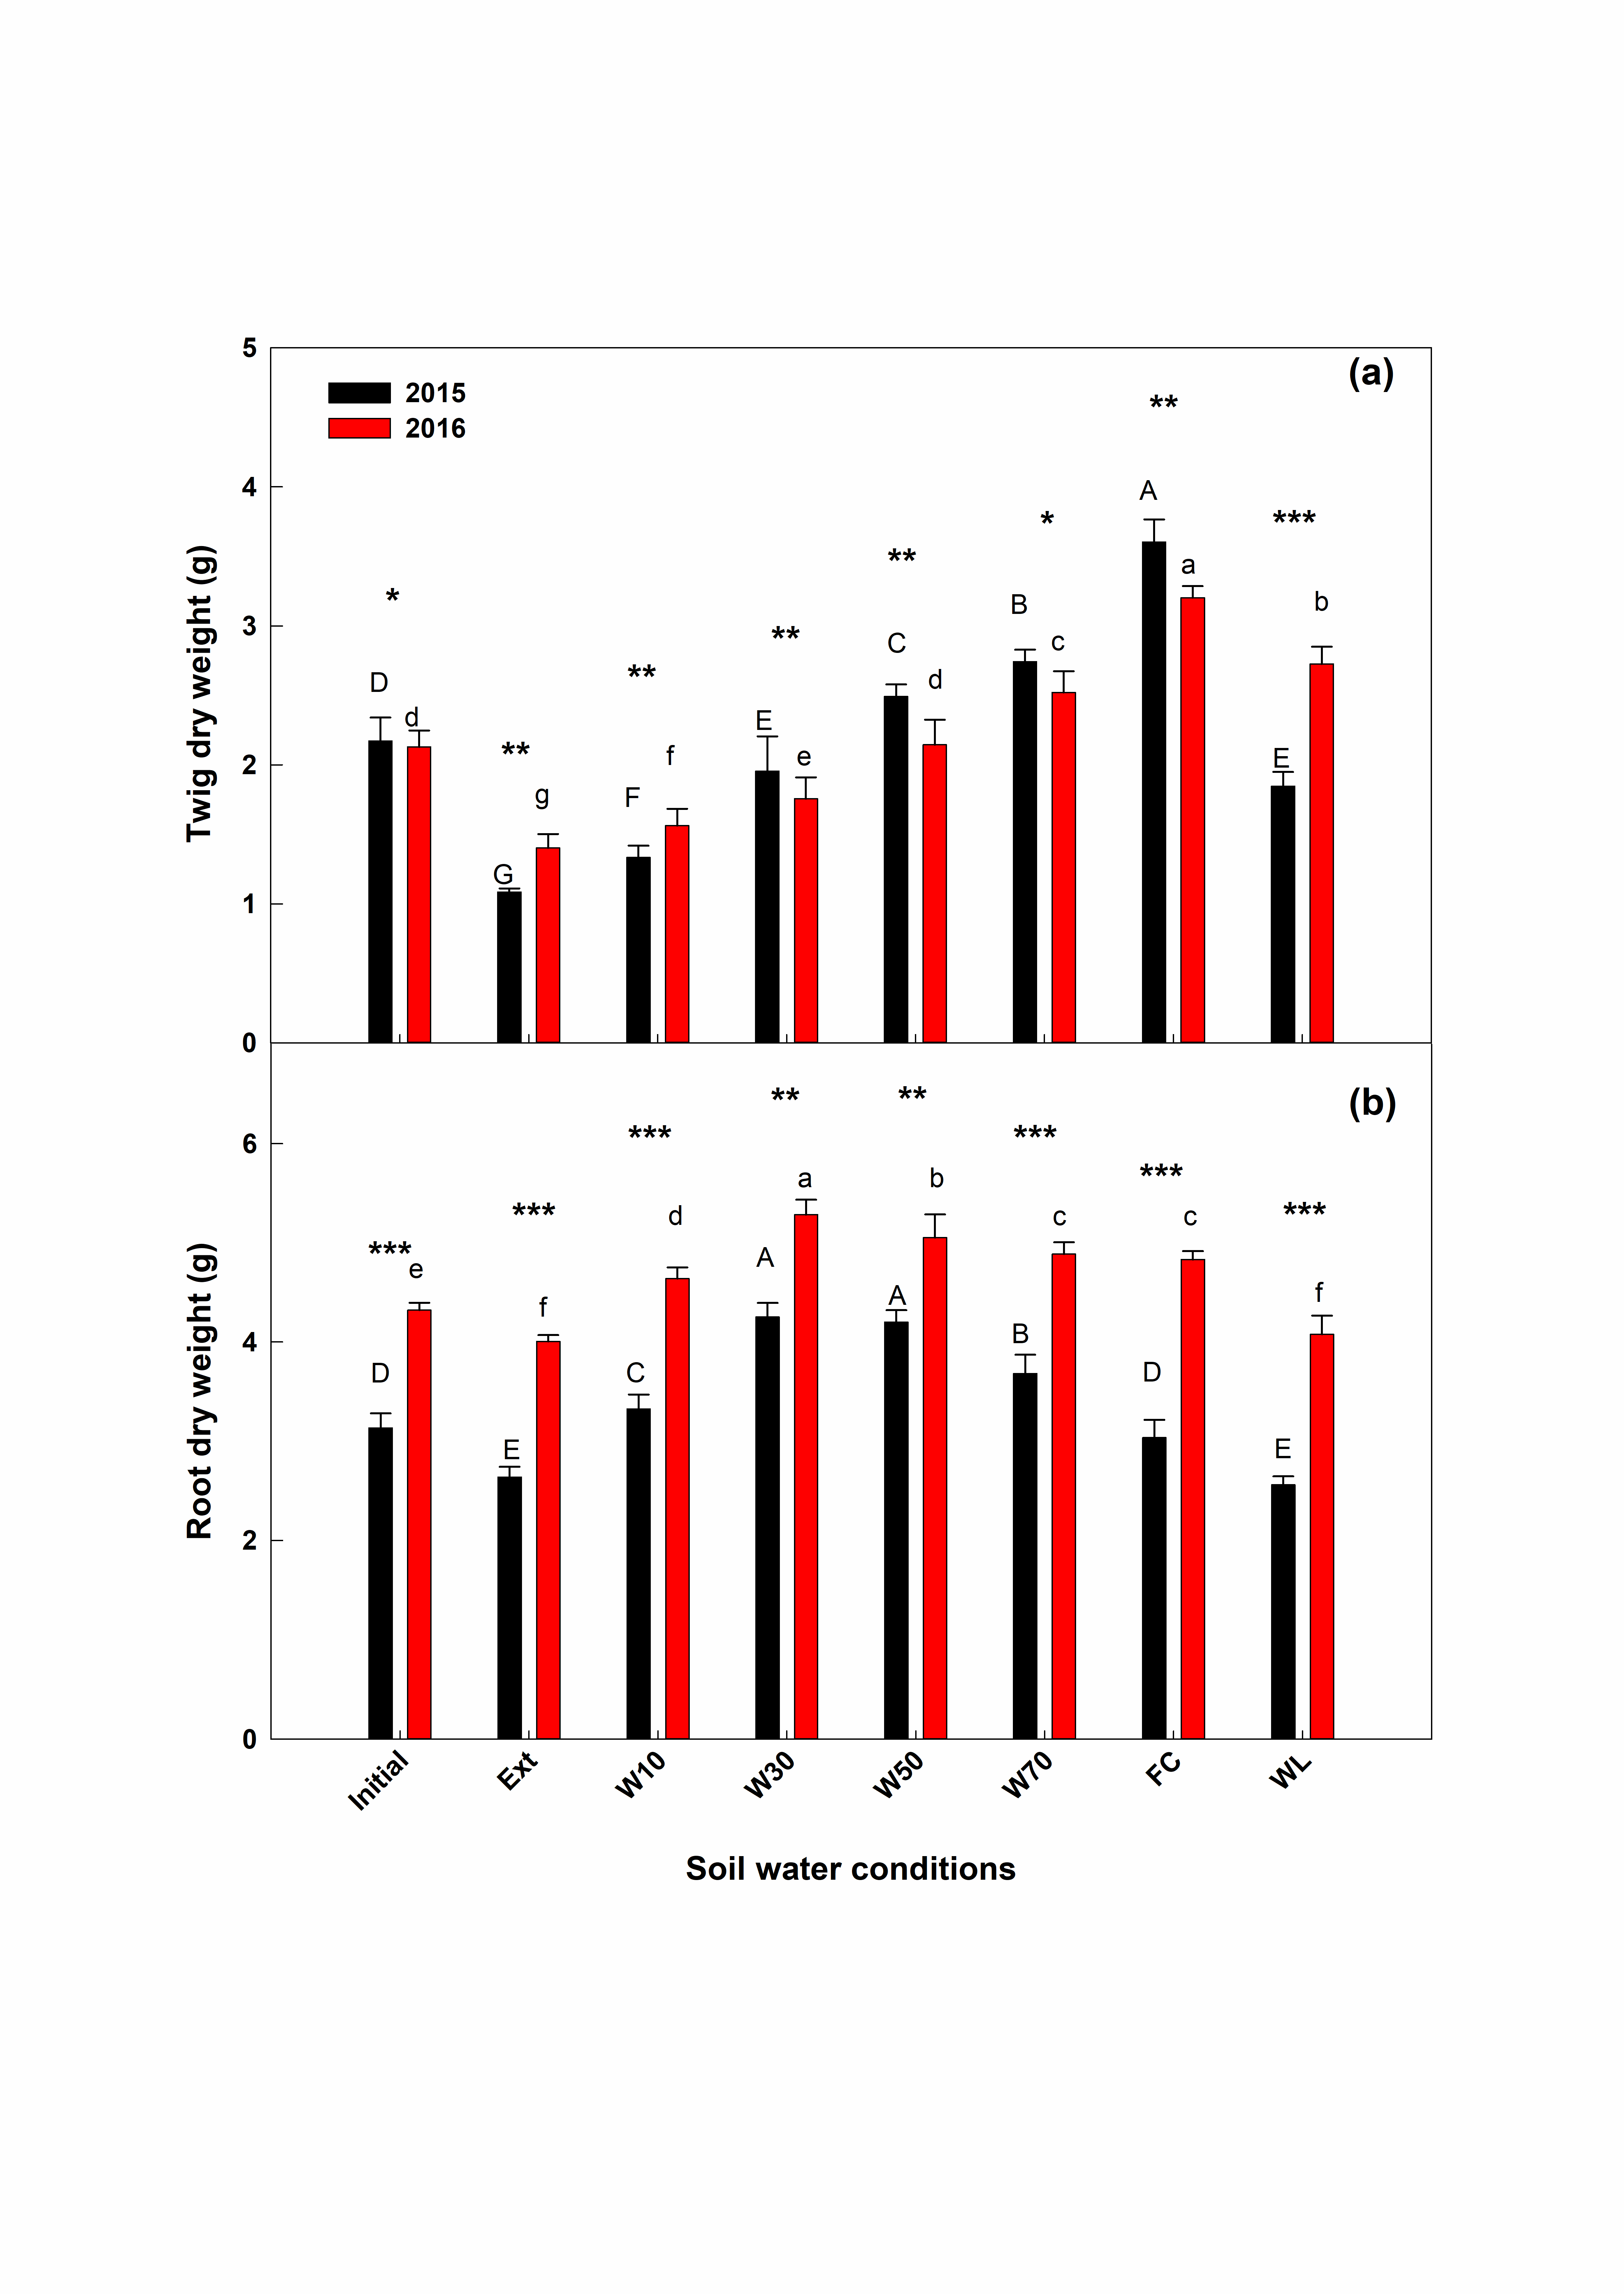 5
(a)
2015
2016
**
4
A
*
***
**
a
*
B
b
3
**
C
c
**
D
d
d
E
**
e
f
E
2
F
g
G
1
0
Twig dry weight (g)
**
**
(b)
***
***
6
***
a
b
***
d
c
c
***
***
e
A
f
A
f
4
B
D
C
D
E
E
2
0
Root dry weight (g)
Initial
Ext
W10
W30
W50
W70
FC
WL
Soil water conditions